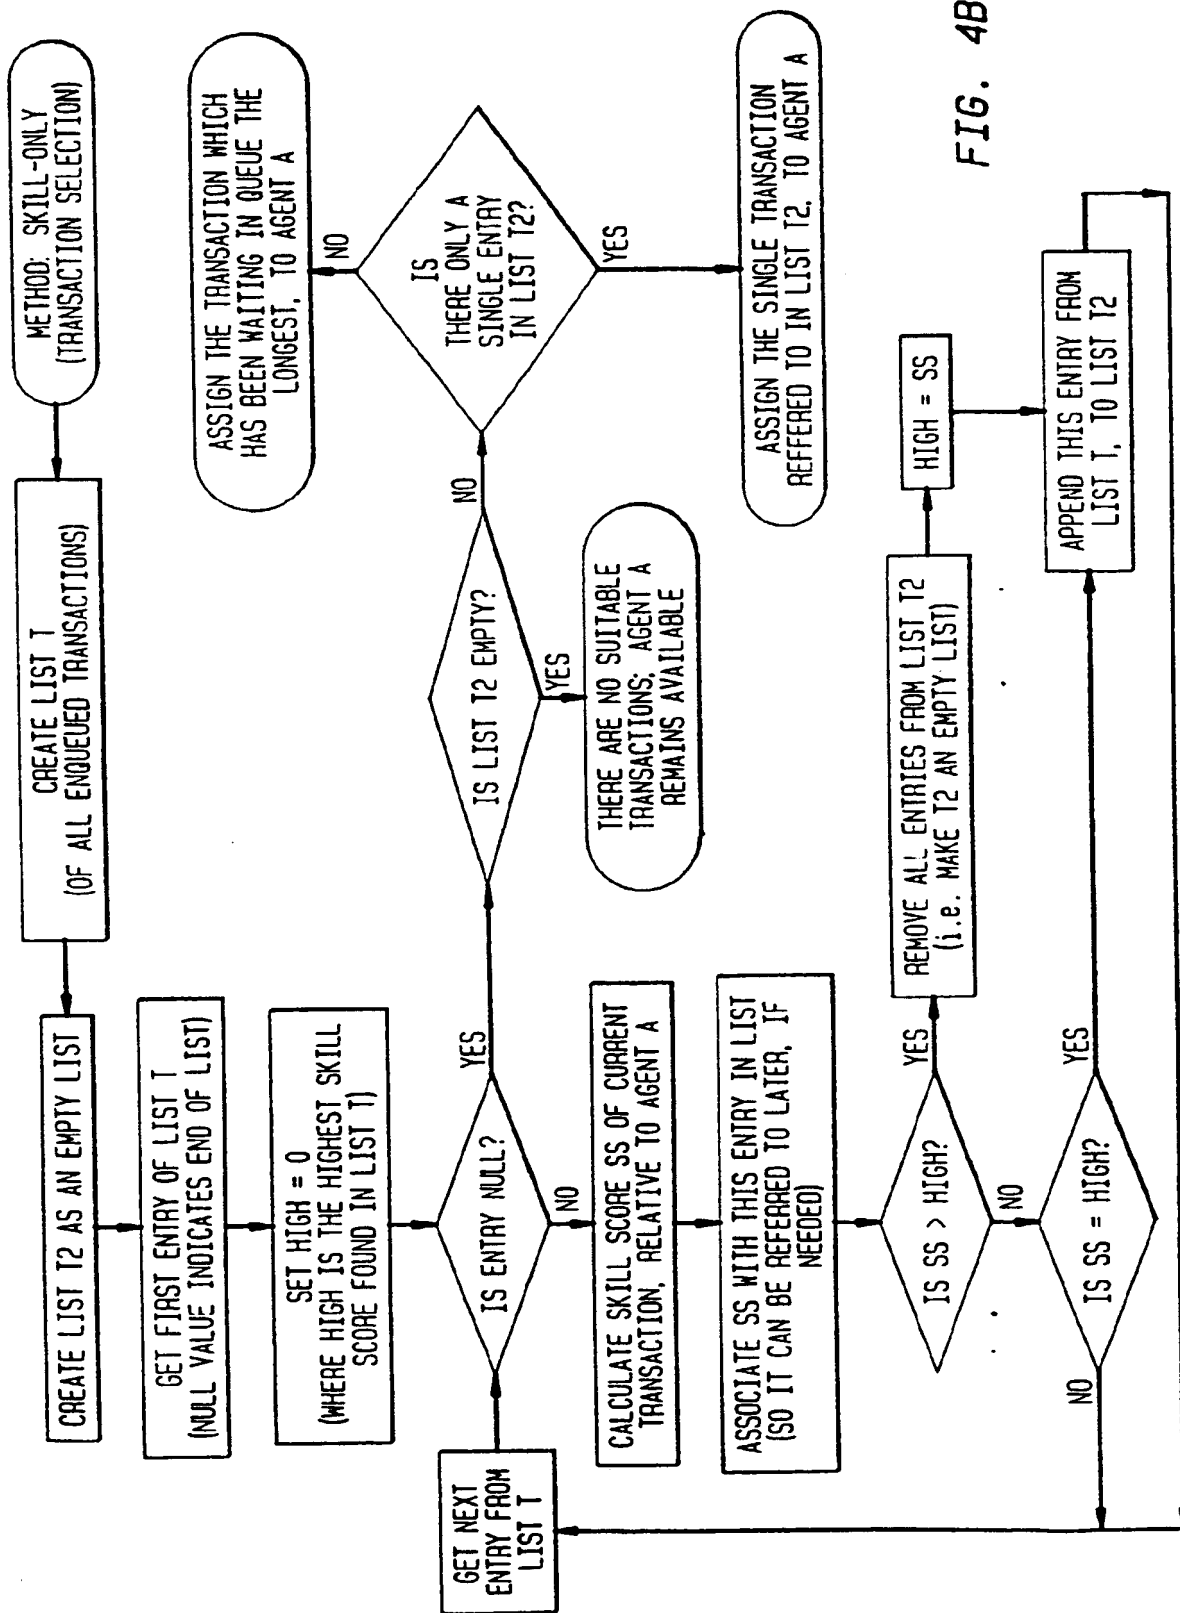 METHOD: SKILL-ONLY
(TRANSACTION SELECTION)
CREATE LIST T
(OF ALL ENQUEUED TRANSACTIONS)
CREATE LIST T2 AS AN EMPTY LIST
GET FIRST ENTRY OF LIST T
(NULL VALUE INDICATES END OF LIST)
SET HIGH = 0
(WHERE HIGH IS THE HIGHEST SKILL
SCORE FOUND IN LIST T)
GET NEXT
ENTRY FROM
LIST T
IS ENTRY NULL?
YES
NO
IS LIST T2 EMPTY?
NO
YES
THERE ARE NO SUITABLE
TRANSACTIONS; AGENT A
REMAINS AVAILABLE
IS
THERE ONLY A
SINGLE ENTRY
IN LIST T2?
NO
YES
ASSIGN THE TRANSACTION WHICH
HAS BEEN WAITING IN QUEUE THE
LONGEST, TO AGENT A
ASSIGN THE SINGLE TRANSACTION
REFFERED TO IN LIST T2, TO AGENT A
CALCULATE SKILL SCORE SS OF CURRENT
TRANSACTION, RELATIVE TO AGENT A
ASSOCIATE SS WITH THIS ENTRY IN LIST
(SO IT CAN BE REFERRED TO LATER, IF
NEEDED)
IS SS > HIGH?
YES
NO
REMOVE ALL ENTRIES FROM LIST T2
(i.e. MAKE T2 AN EMPTY LIST)
HIGH = SS
IS SS = HIGH?
YES
NO
APPEND THIS ENTRY FROM
LIST T, TO LIST T2
FIG. 4B